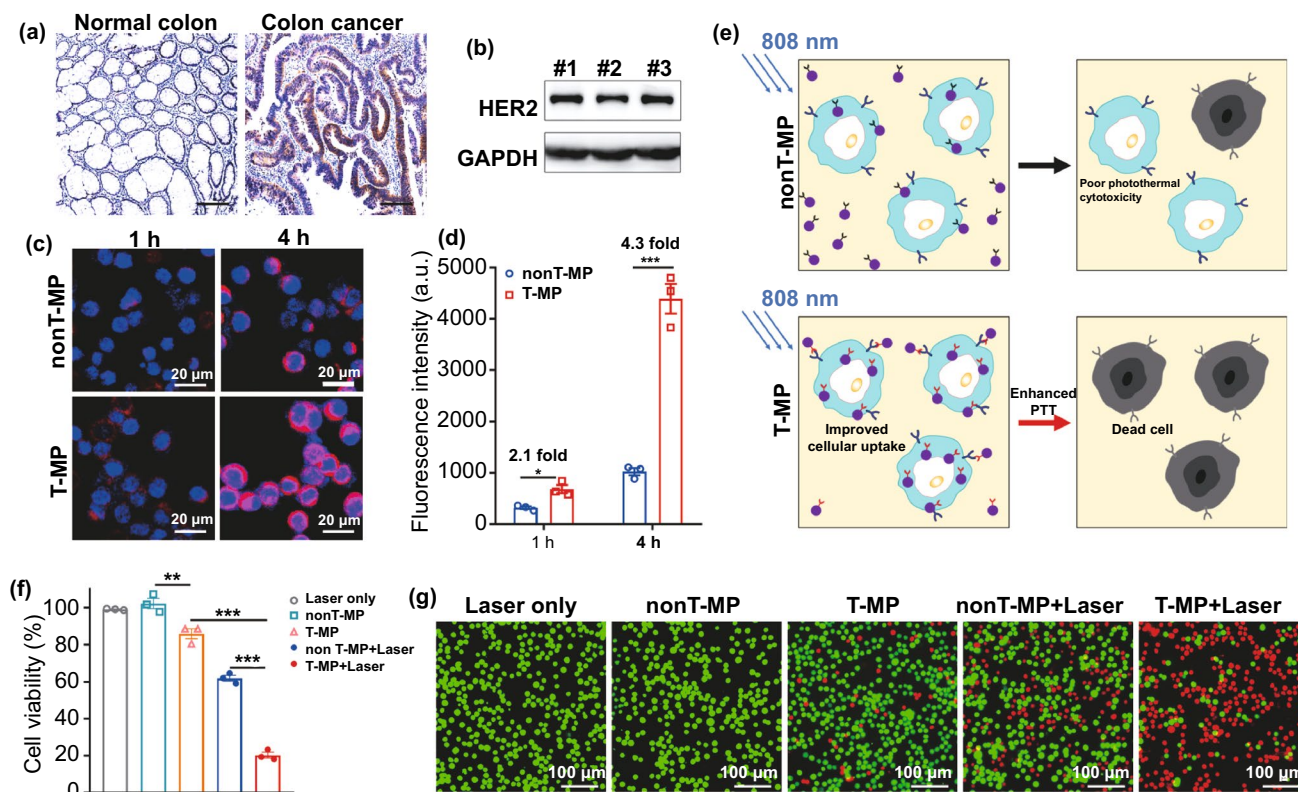 (a)
Normal colon
Colon cancer
(b)
#1 #2 #3
HER2
GAPDH
(c)
1 h
4 h
nonT-MP
20 µm
20 µm
T-MP
20 µm
20 µm
(d)
Fluorescence intensity (a.u.)
5000
4000
3000
2000
1000
0
nonT-MP
T-MP
2.1 fold
*
4.3 fold
***
1 h
4 h
(e)
808 nm
nonT-MP
Poor photothermal
cytotoxicity
808 nm
T-MP
Improved
cellular uptake
Enhanced
PTT
Dead cell
(f)
Cell viability (%)
100
80
60
40
20
0
**
***
***
Laser only
nonT-MP
T-MP
non T-MP+Laser
T-MP+Laser
(g)
Laser only
nonT-MP
T-MP
nonT-MP+Laser
T-MP+Laser
100 µm
100 µm
100 µm
100 µm
100 µm